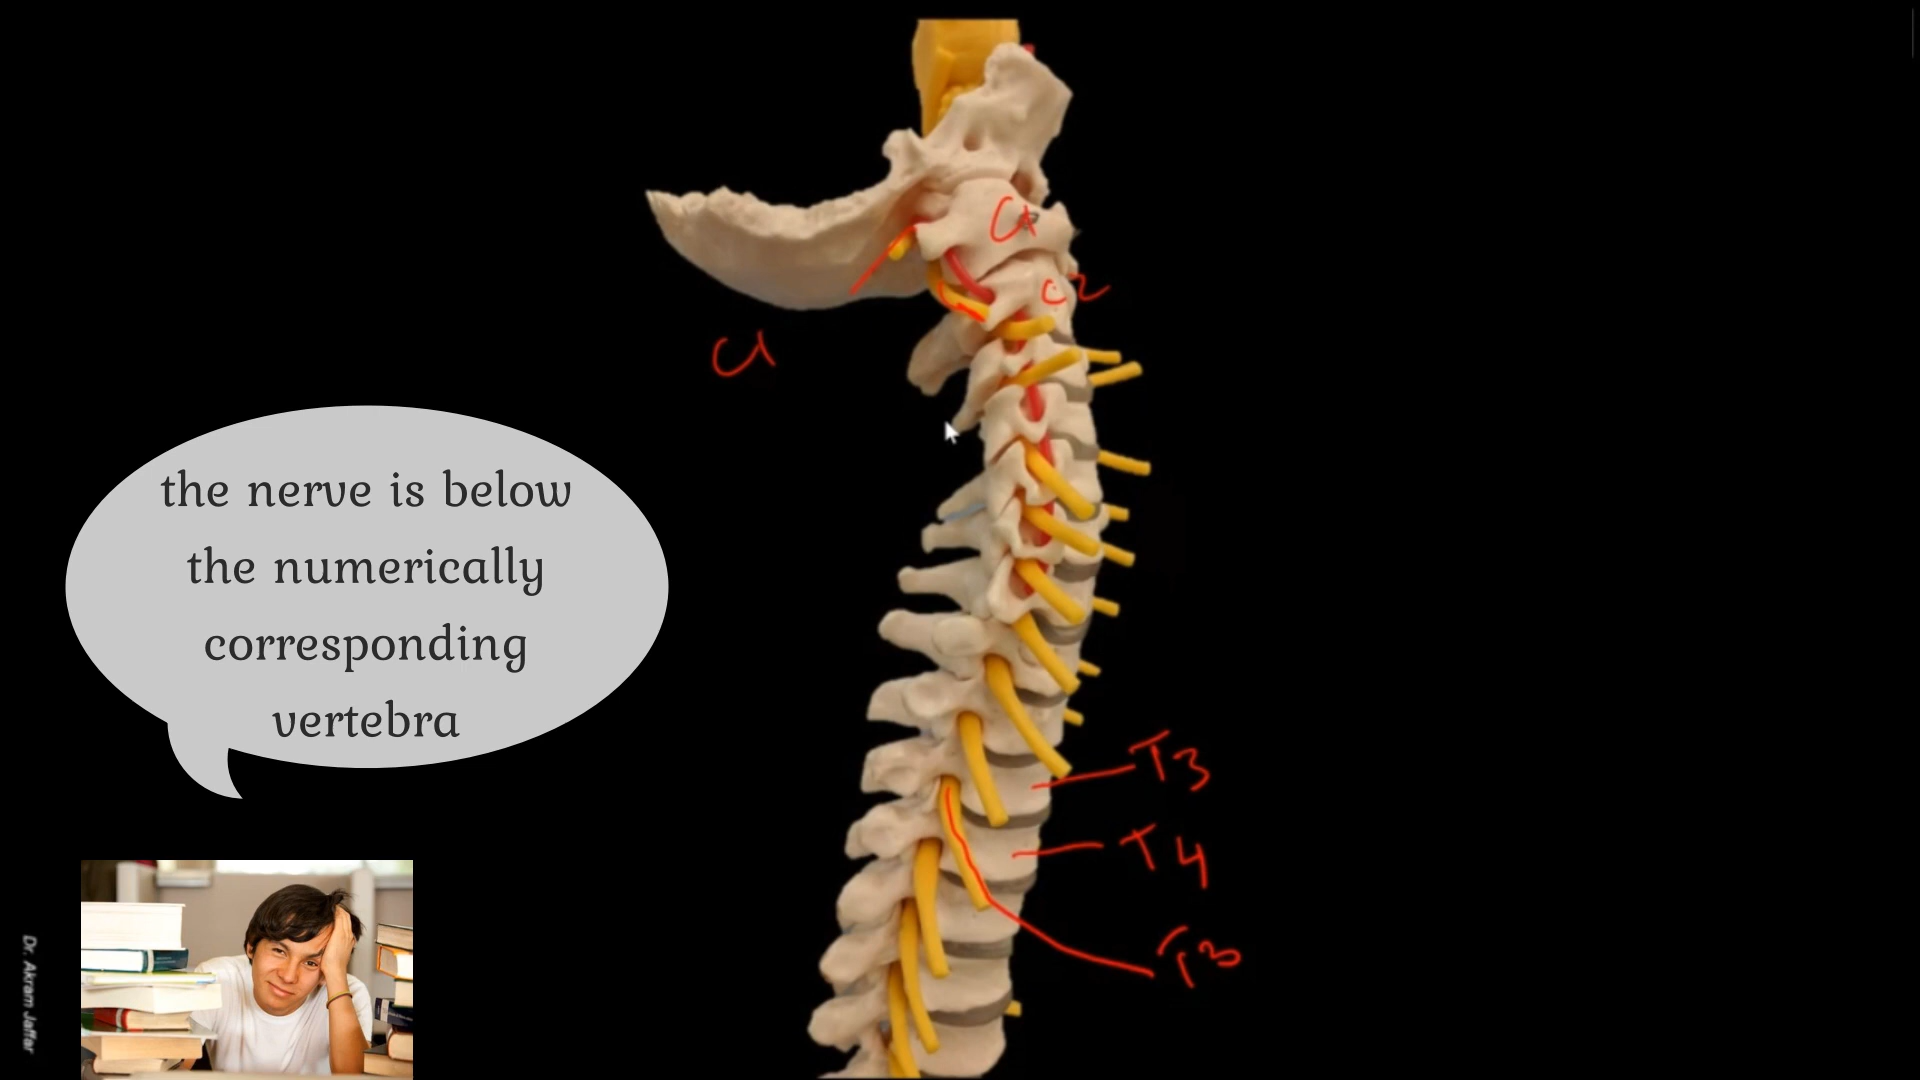 C1
C2
C1
the nerve is below
the numerically
corresponding
vertebra
T3
T4
T3
Dr. Akram Jaffar